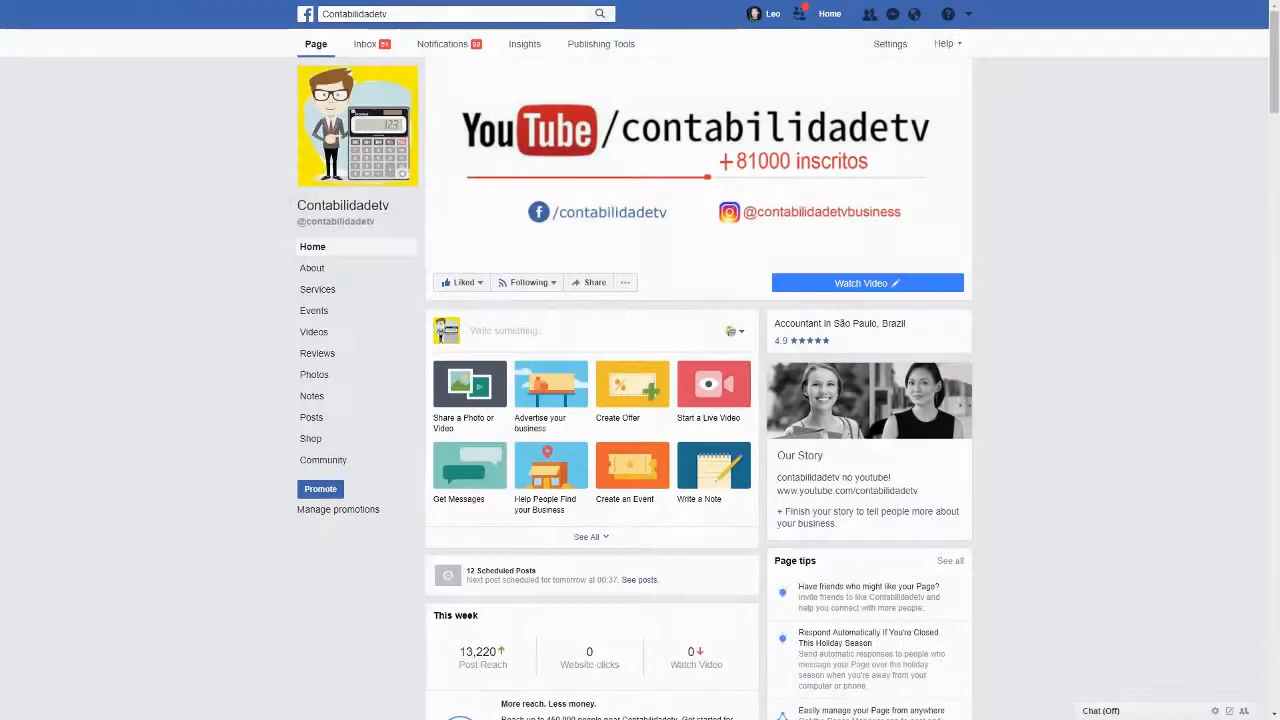 Contabilidadetv
Leo
Home
Page
Inbox 51
Notifications 99
Insights
Publishing Tools
Settings
Help
YouTube/contabilidadetv
+81000 inscritos
/contabilidadetv
@contabilidadetvbusiness
Contabilidadetv
@contabilidadetv
Home
About
Services
Events
Videos
Reviews
Photos
Notes
Posts
Shop
Community
Promote
Manage promotions
Liked
Following
Share
Watch Video
Write something..
Share a Photo or
Video
Advertise your
business
Create Offer
Start a Live Video
Get Messages
Help People Find
your Business
Create an Event
Write a Note
See All
12 Scheduled Posts
Next post scheduled for tomorrow at 00:37. See posts.
This week
13,220
Post Reach
0
Website clicks
0
Watch Video
More reach. Less money.
Accountant in São Paulo, Brazil
4.9 ★★★★★
Our Story
contabilidadetv no youtube!
www.youtube.com/contabilidadetv
+ Finish your story to tell people more about
your business.
Page tips
See all
Have friends who might like your Page?
Invite friends to like Contabilidadetv and
help you connect with more people.
Respond Automatically If You're Closed
This Holiday Season
Send automatic responses to people who
message your Page over the holiday
season when you're away from your
computer or phone.
Easily manage your Page from anywhere
Chat (Off)